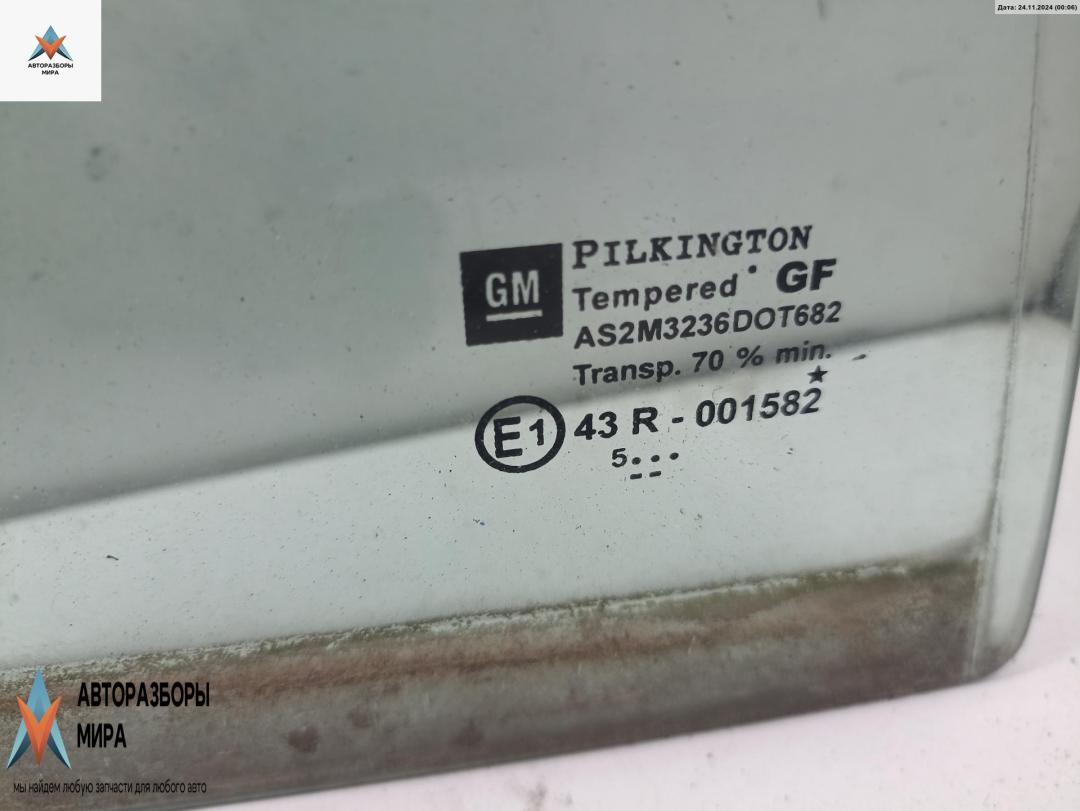 Дата: 24.11.2024 (00:06)
АВТОРАЗБОРЫ
МИРА
GM
PILKINGTON
Tempered • GF
AS2M3236DOT682
Transp. 70 % min.
E1 43 R - 001582
5...
АВТОРАЗБОРЫ
МИРА
мы найдем любую запчасти для любого авто